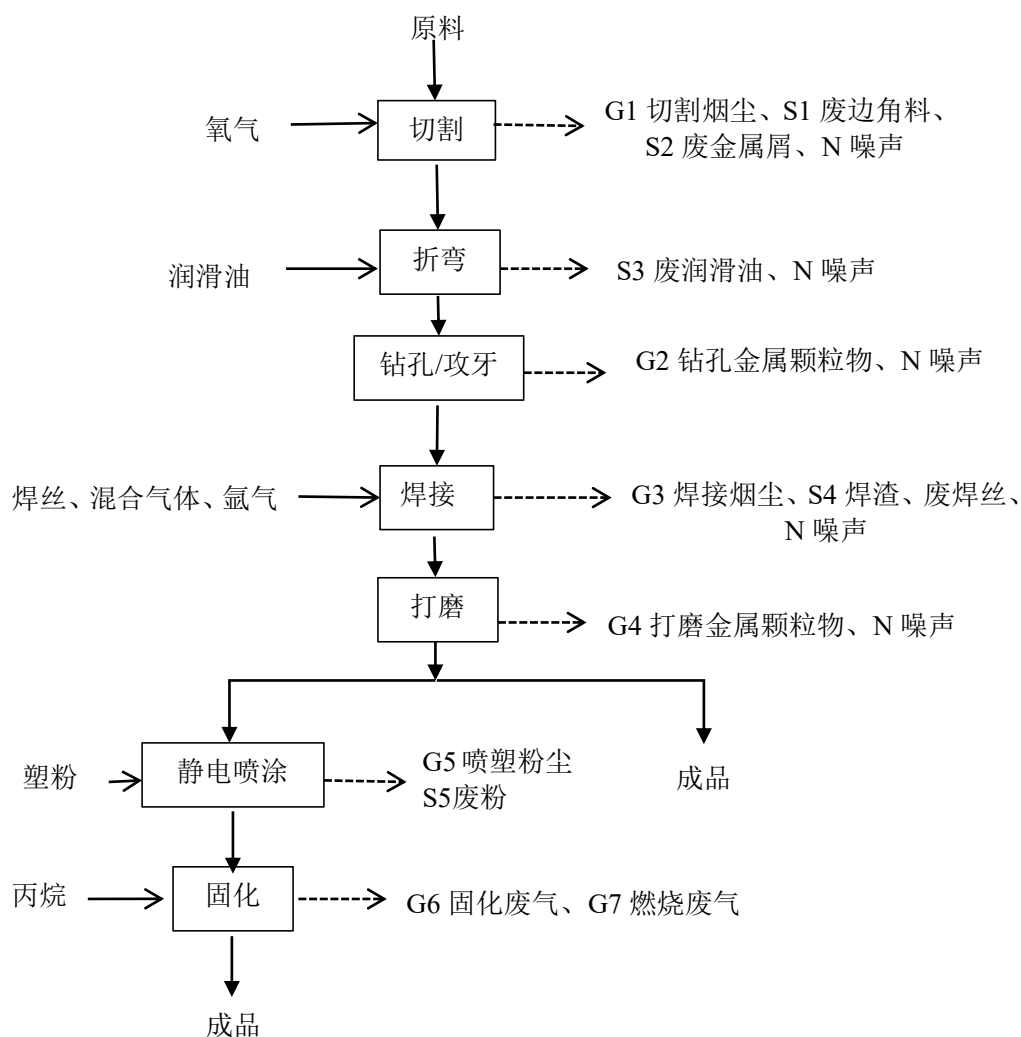 原料
氧气
切割
G1 切割烟尘、S1 废边角料、
S2 废金属屑、N 噪声
润滑油
折弯
S3 废润滑油、N 噪声
钻孔/攻牙
G2 钻孔金属颗粒物、N 噪声
焊丝、混合气体、氩气
焊接
G3 焊接烟尘、S4 焊渣、废焊丝、
N 噪声
打磨
G4 打磨金属颗粒物、N 噪声
塑粉
静电喷涂
G5 喷塑粉尘
S5废粉
成品
丙烷
固化
G6 固化废气、G7 燃烧废气
成品